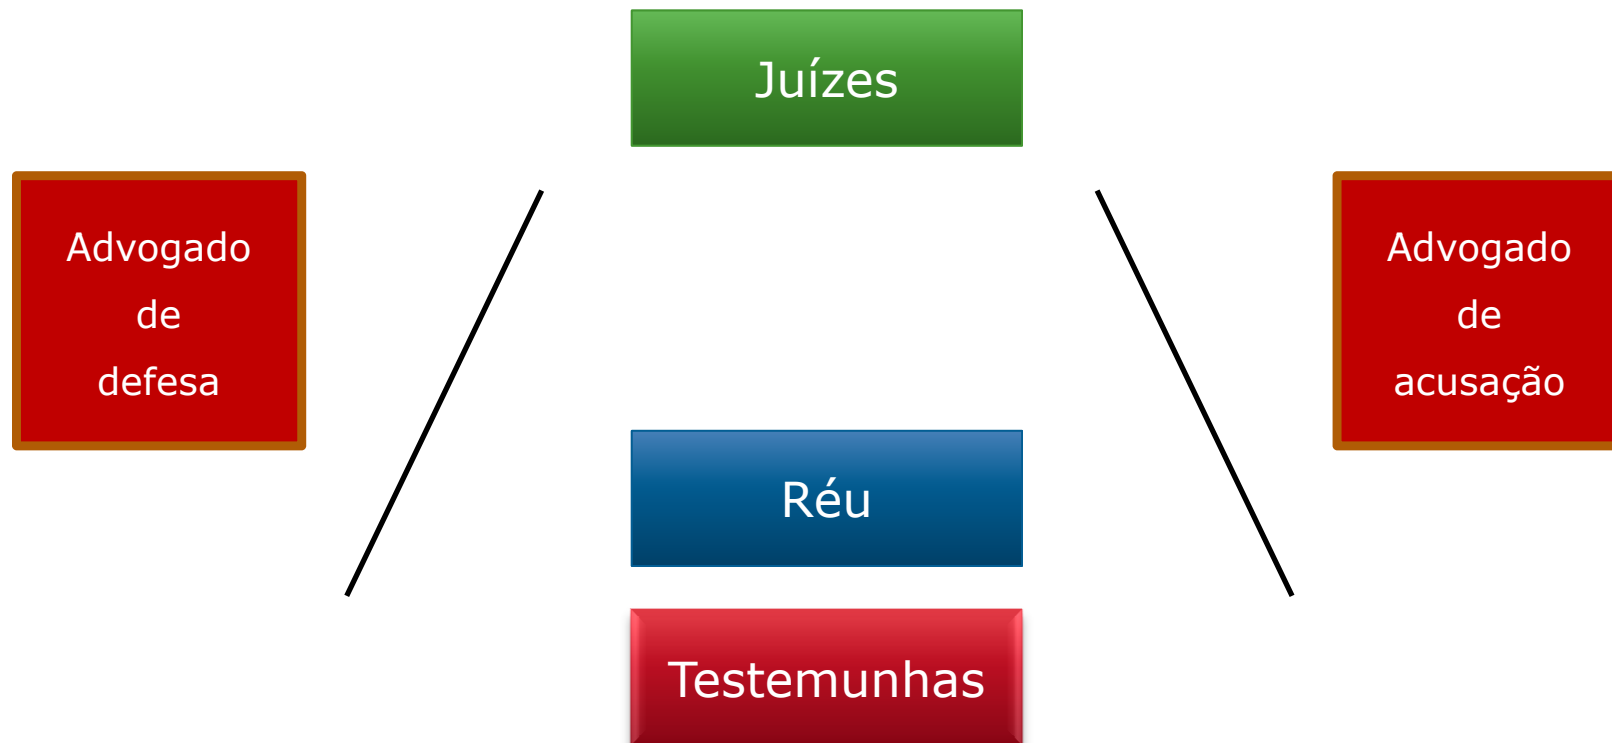 Juízes
Advogado
de
defesa
Advogado
de
acusação
Réu
Testemunhas